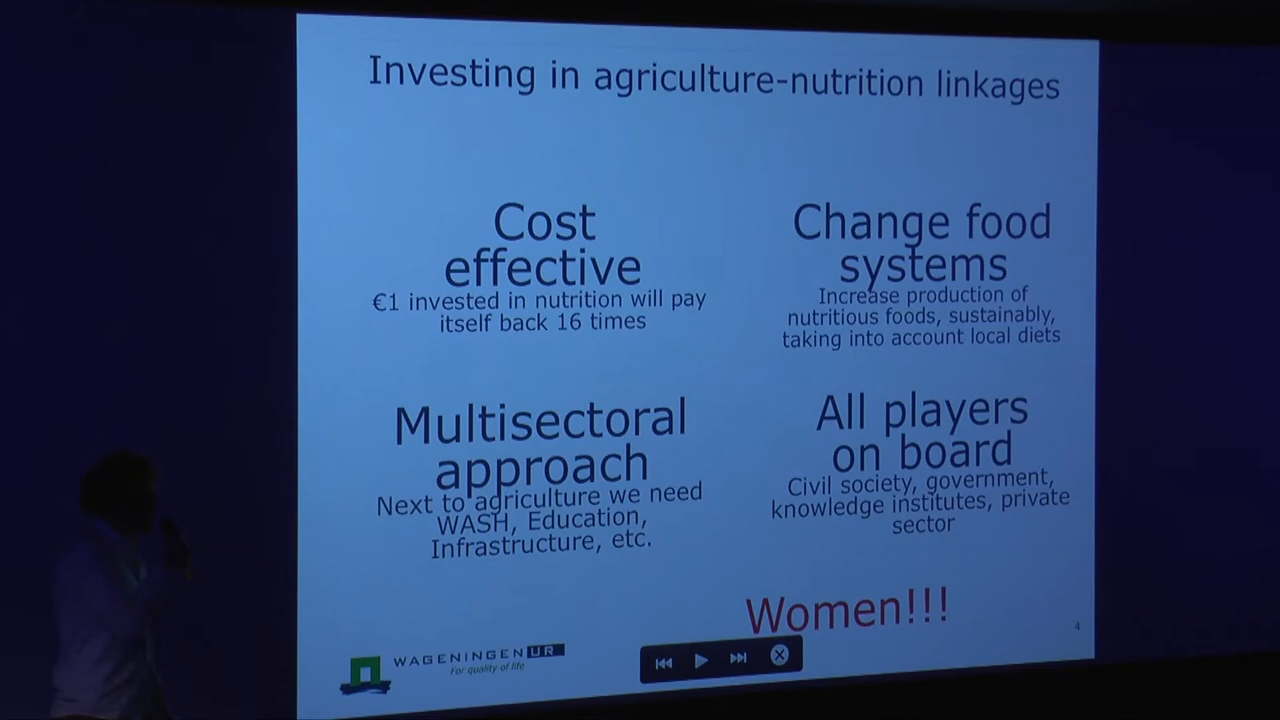 Investing in agriculture-nutrition linkages
Cost
effective
€1 invested in nutrition will pay
itself back 16 times
Change food
systems
Increase production of
nutritious foods, sustainably,
taking into account local diets
Multisectoral
approach
Next to agriculture we need
WASH, Education,
Infrastructure, etc.
All players
on board
Civil society, government,
knowledge institutes, private
sector
Women!!!
WAGENINGEN UR
For quality of life
4